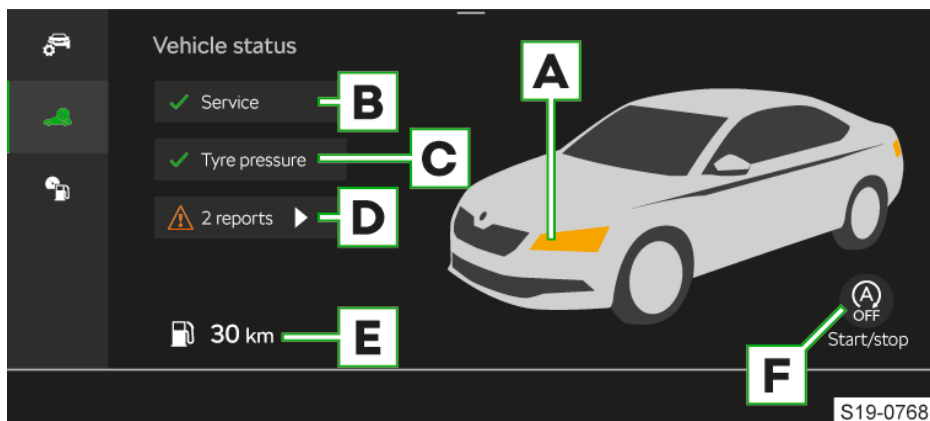 Vehicle status
A
Service
B
Tyre pressure
C
2 reports
D
30 km
E
A
OFF
Start/stop
F
S19-0768